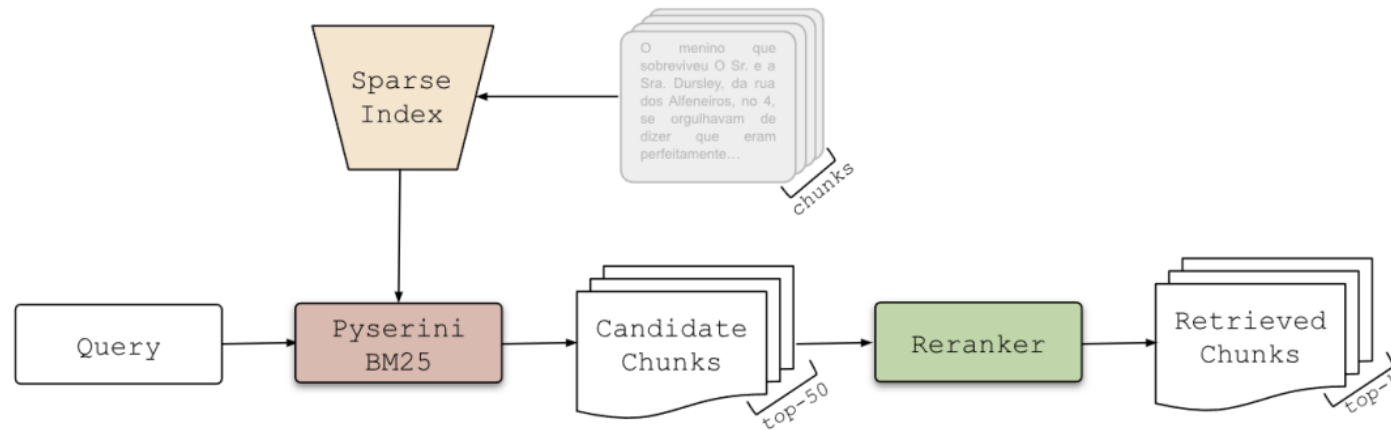 Sparse
Index
O menino que
sobreviveu O Sr. e a
Sra. Dursley, da rua
dos Alfeneiros, no 4,
se orgulhavam de
dizer que eram
perfeitamente...
chunks
Query
Pyserini
BM25
Candidate
Chunks
top-50
Reranker
Retrieved
Chunks